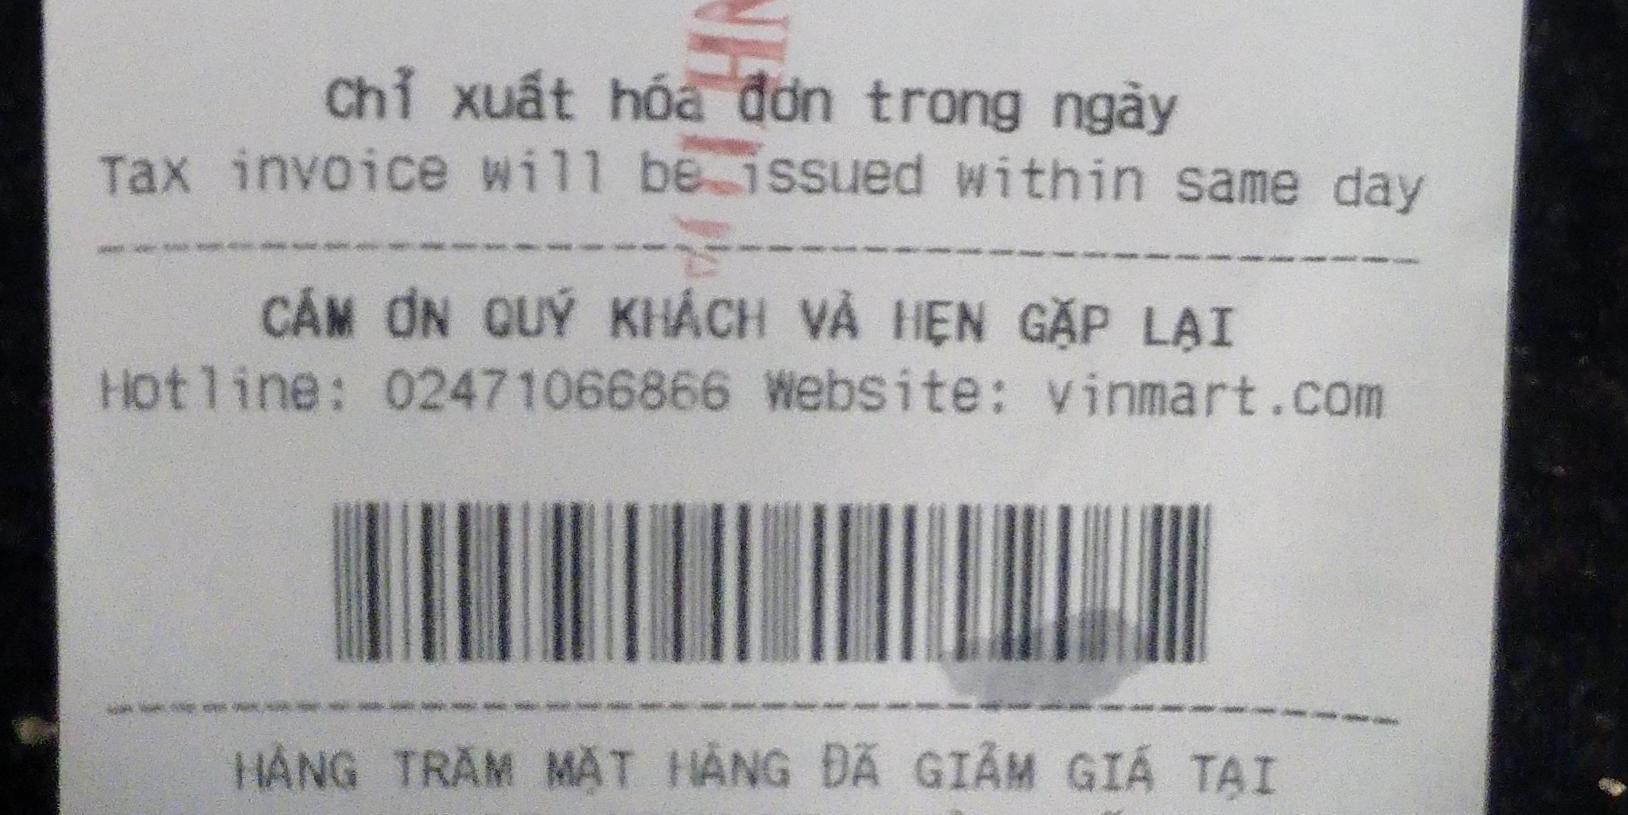 Chỉ xuất hóa đơn trong ngày
Tax invoice will be issued within same day
CÁM ƠN QUÝ KHÁCH VÀ HẸN GẶP LẠI
Hotline: 02471066866 Website: vinmart.com
HÀNG TRĂM MẶT HÀNG ĐÃ GIẢM GIÁ TẠI